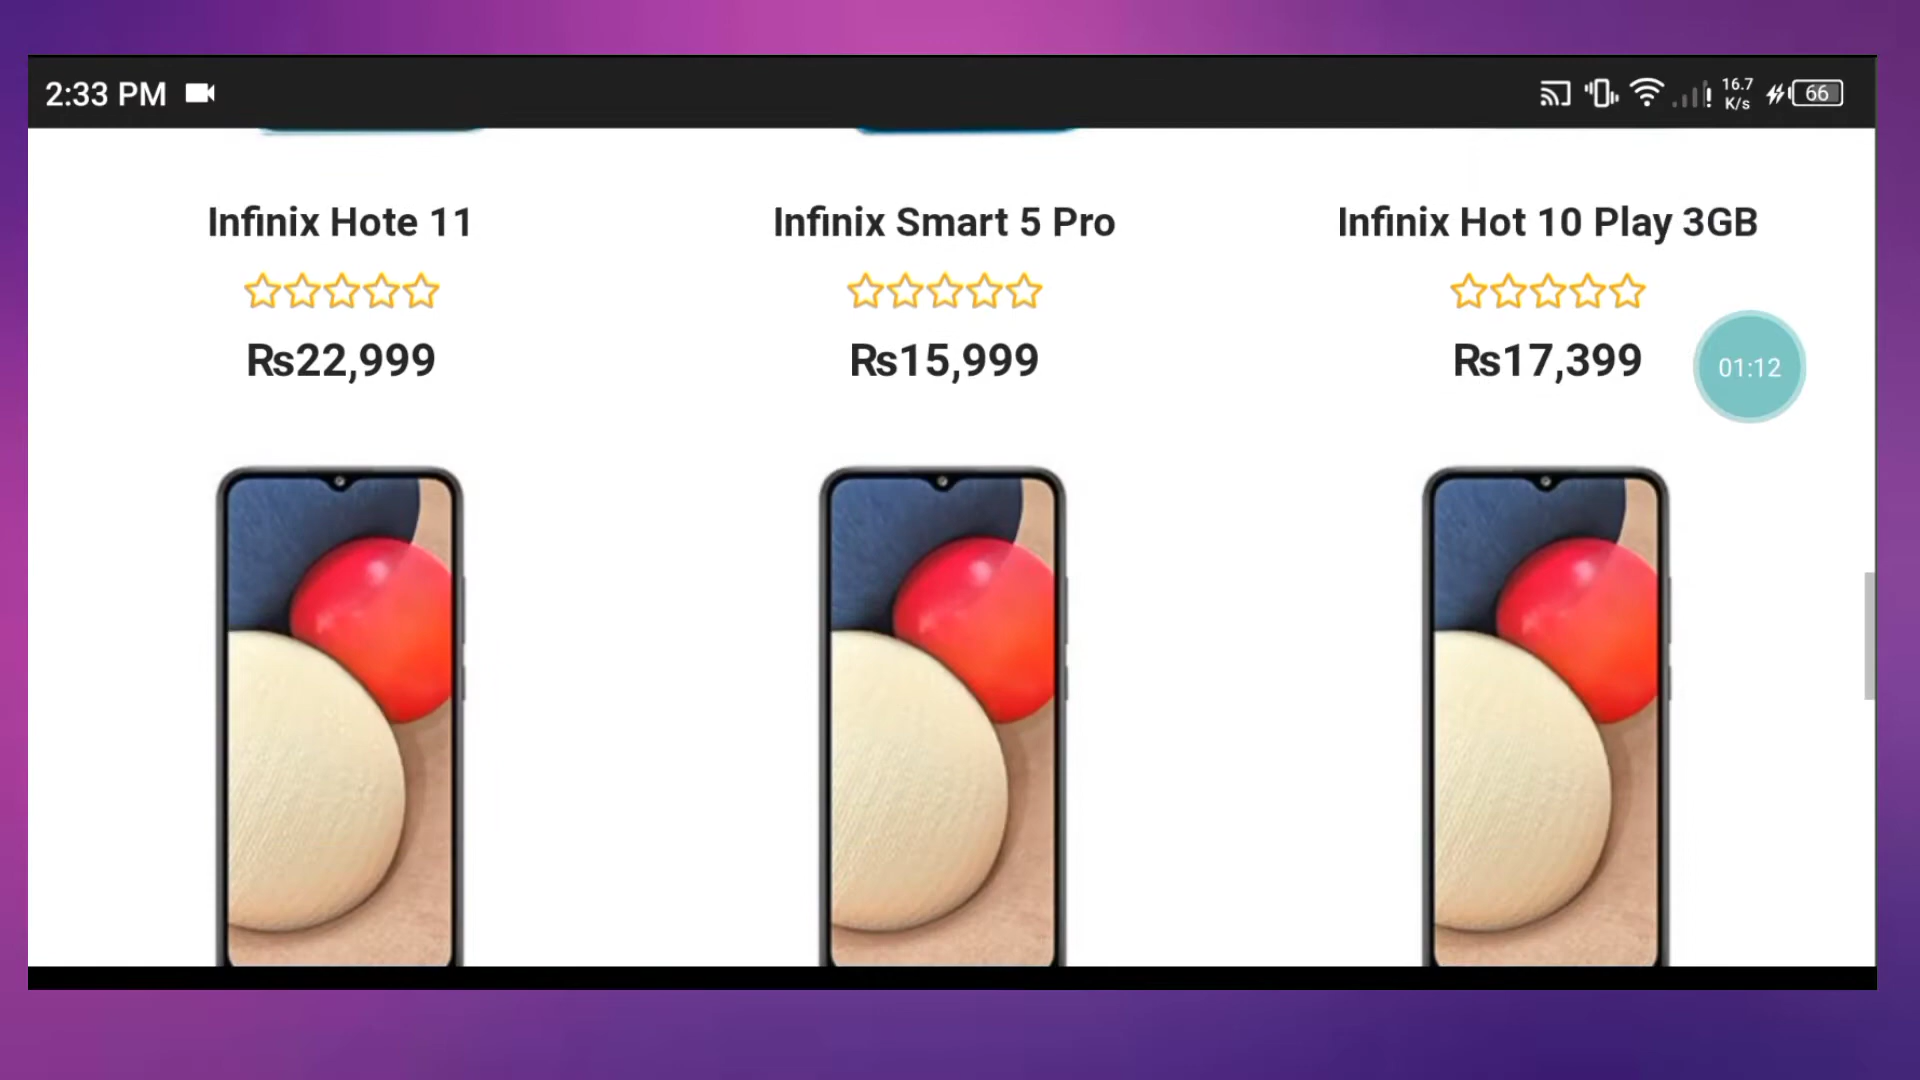 2:33 PM
16.7
K/s
66
Infinix Hote 11
Infinix Smart 5 Pro
Infinix Hot 10 Play 3GB
₨22,999
₨15,999
₨17,399
01:12